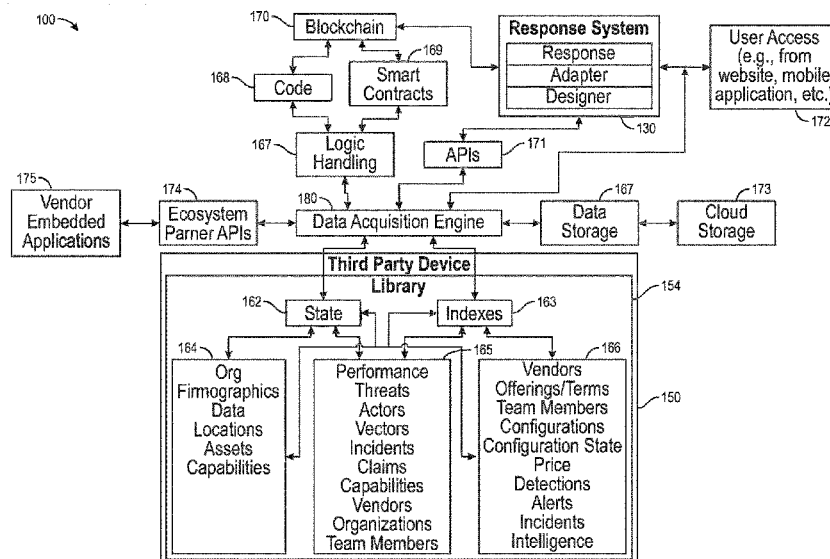 100
170
Blockchain
168
Code
169
Smart
Contracts
167
Logic
Handling
Response System
Response
Adapter
Designer
130
User Access
(e.g., from
website, mobile
application, etc.)
172
APIs
171
175
Vendor
Embedded
Applications
174
Ecosystem
Parner APIs
180
Data Acquisition Engine
167
Data
Storage
173
Cloud
Storage
Third Party Device
Library
154
162
State
Indexes
163
164
Org
Firmographics
Data
Locations
Assets
Capabilities
165
Performance
Threats
Actors
Vectors
Incidents
Claims
Capabilities
Vendors
Organizations
Team Members
166
Vendors
Offerings/Terms
Team Members
Configurations
Configuration State
Price
Detections
Alerts
Incidents
Intelligence
150